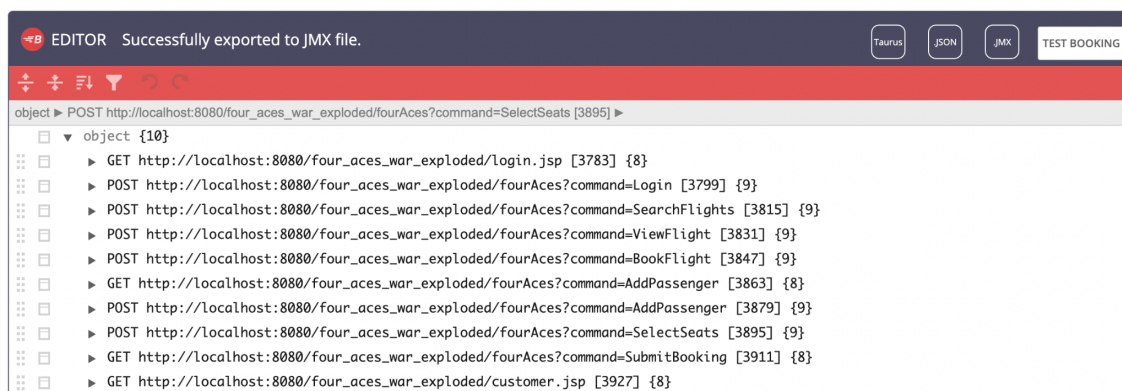 EDITOR Successfully exported to JMX file. Taurus .JSON .JMX TEST BOOKING
object ▶ POST http://localhost:8080/four_aces_war_exploded/fourAces?command=SelectSeats [3895] ▶
▼ object {10}
▶ GET http://localhost:8080/four_aces_war_exploded/login.jsp [3783] {8}
▶ POST http://localhost:8080/four_aces_war_exploded/fourAces?command=Login [3799] {9}
▶ POST http://localhost:8080/four_aces_war_exploded/fourAces?command=SearchFlights [3815] {9}
▶ POST http://localhost:8080/four_aces_war_exploded/fourAces?command=ViewFlight [3831] {9}
▶ POST http://localhost:8080/four_aces_war_exploded/fourAces?command=BookFlight [3847] {9}
▶ GET http://localhost:8080/four_aces_war_exploded/fourAces?command=AddPassenger [3863] {8}
▶ POST http://localhost:8080/four_aces_war_exploded/fourAces?command=AddPassenger [3879] {9}
▶ POST http://localhost:8080/four_aces_war_exploded/fourAces?command=SelectSeats [3895] {9}
▶ GET http://localhost:8080/four_aces_war_exploded/fourAces?command=SubmitBooking [3911] {8}
▶ GET http://localhost:8080/four_aces_war_exploded/customer.jsp [3927] {8}